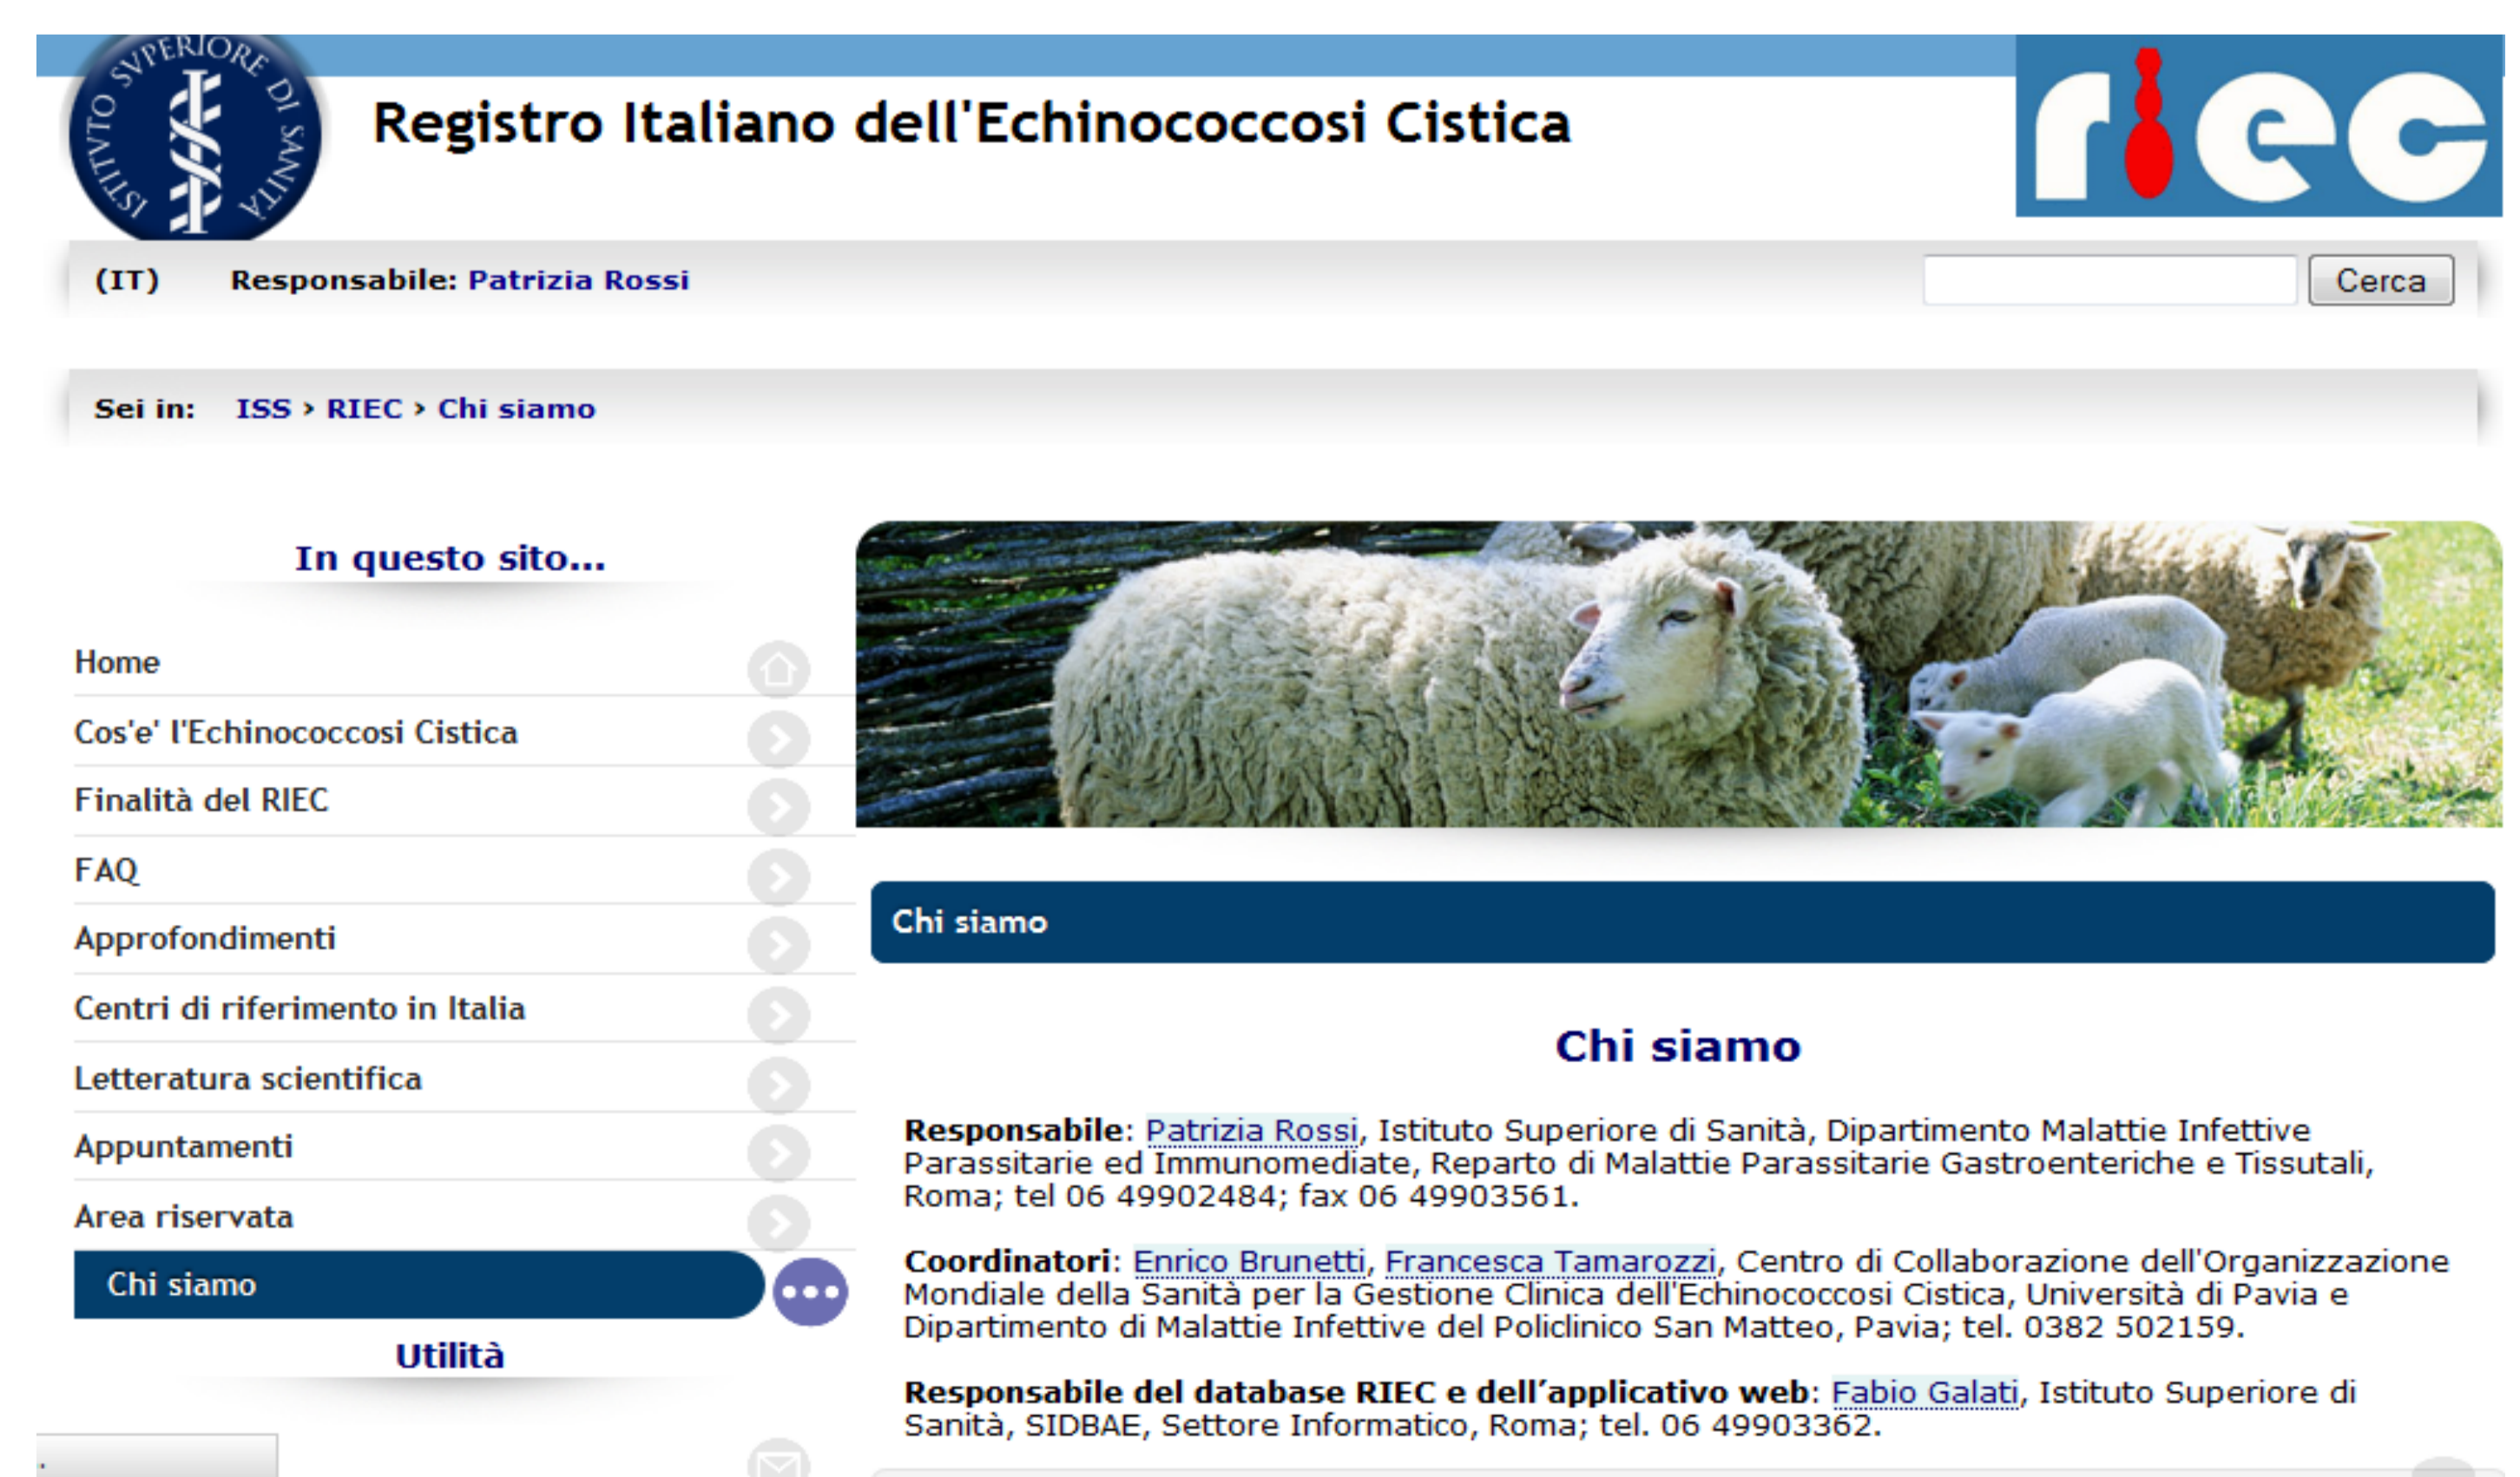 ISTITVTO SVPERIORE DI SANITÀ
Registro Italiano dell'Echinococcosi Cistica
riec
(IT) Responsabile: Patrizia Rossi
Cerca
Sei in: ISS › RIEC › Chi siamo
In questo sito...
Home
Cos'e' l'Echinococcosi Cistica
Finalità del RIEC
FAQ
Approfondimenti
Centri di riferimento in Italia
Letteratura scientifica
Appuntamenti
Area riservata
Chi siamo
Utilità
Chi siamo
Chi siamo
Responsabile: Patrizia Rossi, Istituto Superiore di Sanità, Dipartimento Malattie Infettive
Parassitarie ed Immunomediate, Reparto di Malattie Parassitarie Gastroenteriche e Tissutali,
Roma; tel 06 49902484; fax 06 49903561.
Coordinatori: Enrico Brunetti, Francesca Tamarozzi, Centro di Collaborazione dell'Organizzazione
Mondiale della Sanità per la Gestione Clinica dell'Echinococcosi Cistica, Università di Pavia e
Dipartimento di Malattie Infettive del Policlinico San Matteo, Pavia; tel. 0382 502159.
Responsabile del database RIEC e dell´applicativo web: Fabio Galati, Istituto Superiore di
Sanità, SIDBAE, Settore Informatico, Roma; tel. 06 49903362.